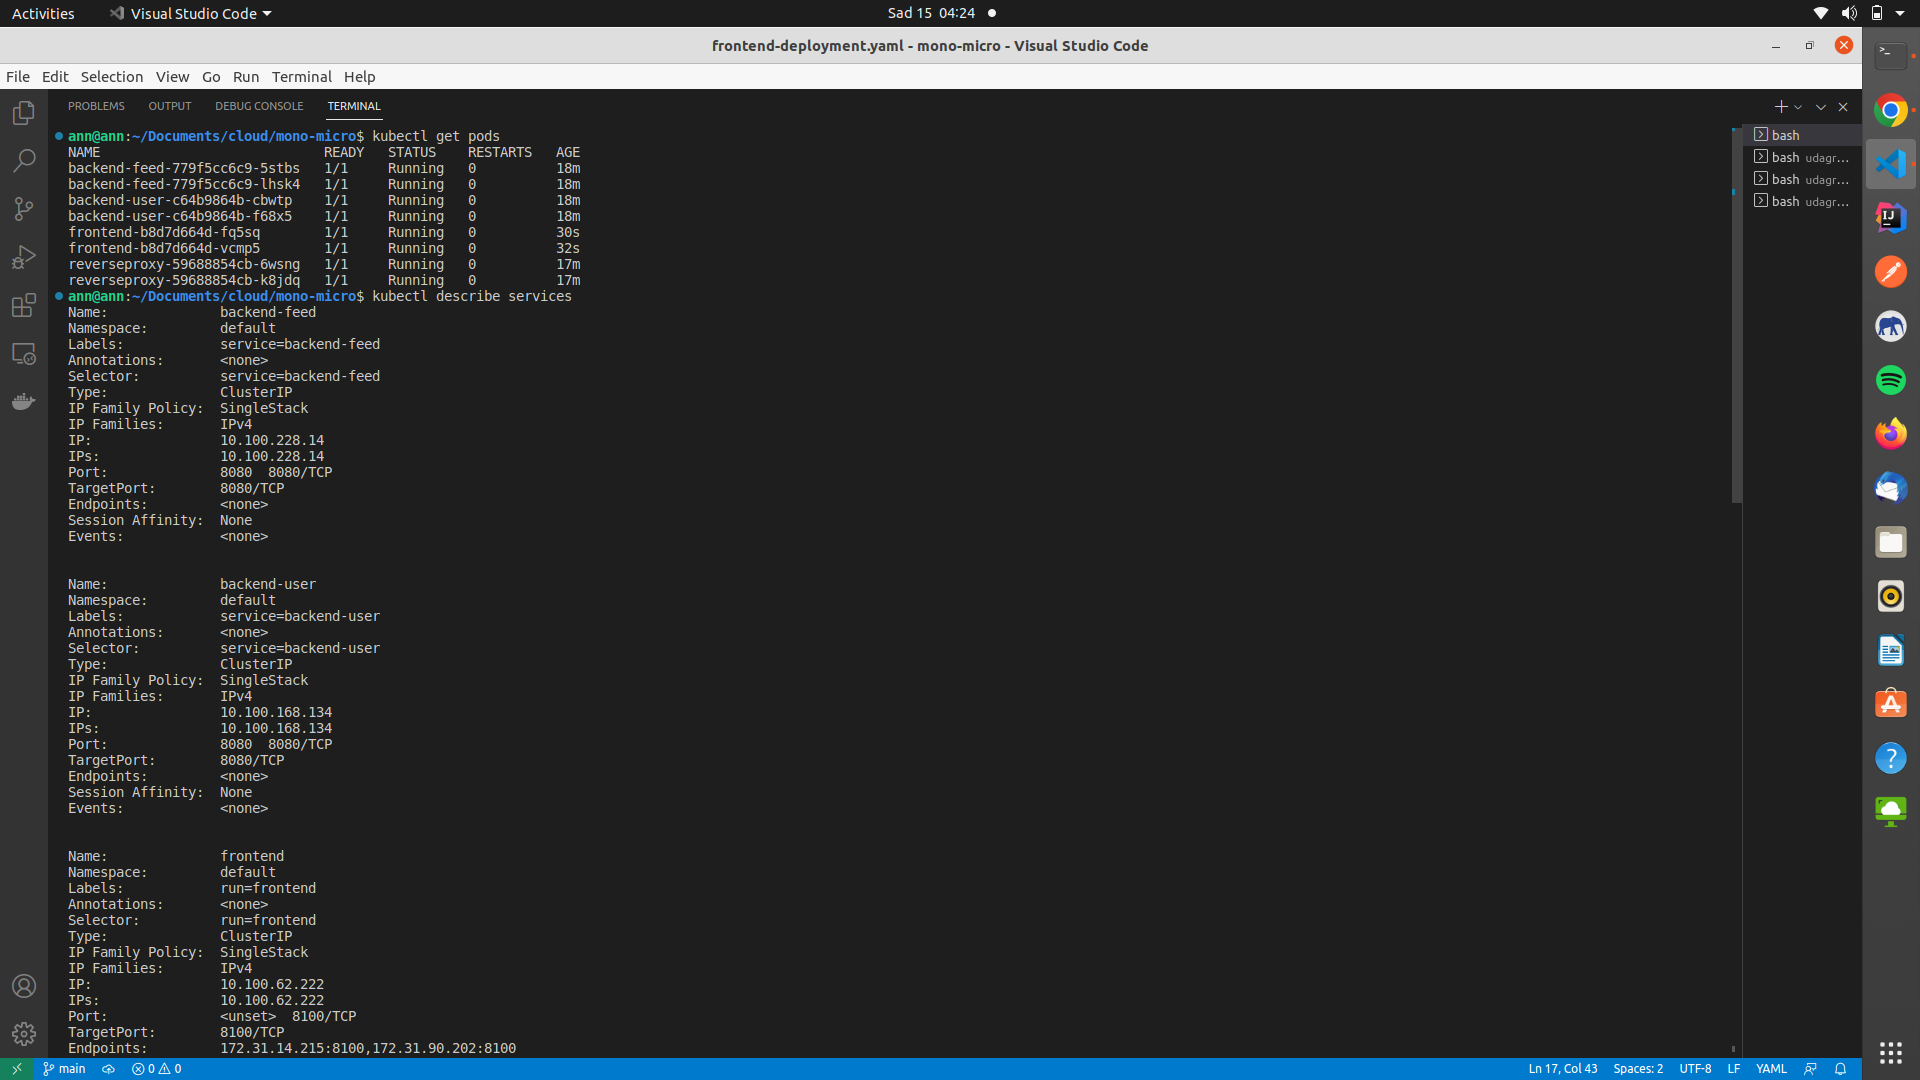 Activities Visual Studio Code Sad 15 04:24
frontend-deployment.yaml - mono-micro - Visual Studio Code
File Edit Selection View Go Run Terminal Help
PROBLEMS OUTPUT DEBUG CONSOLE TERMINAL
ann@ann:~/Documents/cloud/mono-micro$ kubectl get pods
NAME READY STATUS RESTARTS AGE
backend-feed-779f5cc6c9-5stbs 1/1 Running 0 18m
backend-feed-779f5cc6c9-lhsk4 1/1 Running 0 18m
backend-user-c64b9864b-cbwtp 1/1 Running 0 18m
backend-user-c64b9864b-f68x5 1/1 Running 0 18m
frontend-b8d7d664d-fq5sq 1/1 Running 0 30s
frontend-b8d7d664d-vcmp5 1/1 Running 0 32s
reverseproxy-59688854cb-6wsng 1/1 Running 0 17m
reverseproxy-59688854cb-k8jdq 1/1 Running 0 17m
ann@ann:~/Documents/cloud/mono-micro$ kubectl describe services
Name: backend-feed
Namespace: default
Labels: service=backend-feed
Annotations: <none>
Selector: service=backend-feed
Type: ClusterIP
IP Family Policy: SingleStack
IP Families: IPv4
IP: 10.100.228.14
IPs: 10.100.228.14
Port: 8080 8080/TCP
TargetPort: 8080/TCP
Endpoints: <none>
Session Affinity: None
Events: <none>
Name: backend-user
Namespace: default
Labels: service=backend-user
Annotations: <none>
Selector: service=backend-user
Type: ClusterIP
IP Family Policy: SingleStack
IP Families: IPv4
IP: 10.100.168.134
IPs: 10.100.168.134
Port: 8080 8080/TCP
TargetPort: 8080/TCP
Endpoints: <none>
Session Affinity: None
Events: <none>
Name: frontend
Namespace: default
Labels: run=frontend
Annotations: <none>
Selector: run=frontend
Type: ClusterIP
IP Family Policy: SingleStack
IP Families: IPv4
IP: 10.100.62.222
IPs: 10.100.62.222
Port: <unset> 8100/TCP
TargetPort: 8100/TCP
Endpoints: 172.31.14.215:8100,172.31.90.202:8100
bash
bash udagr...
bash udagr...
bash udagr...
IJ
main 0 0 Ln 17, Col 43 Spaces: 2 UTF-8 LF YAML